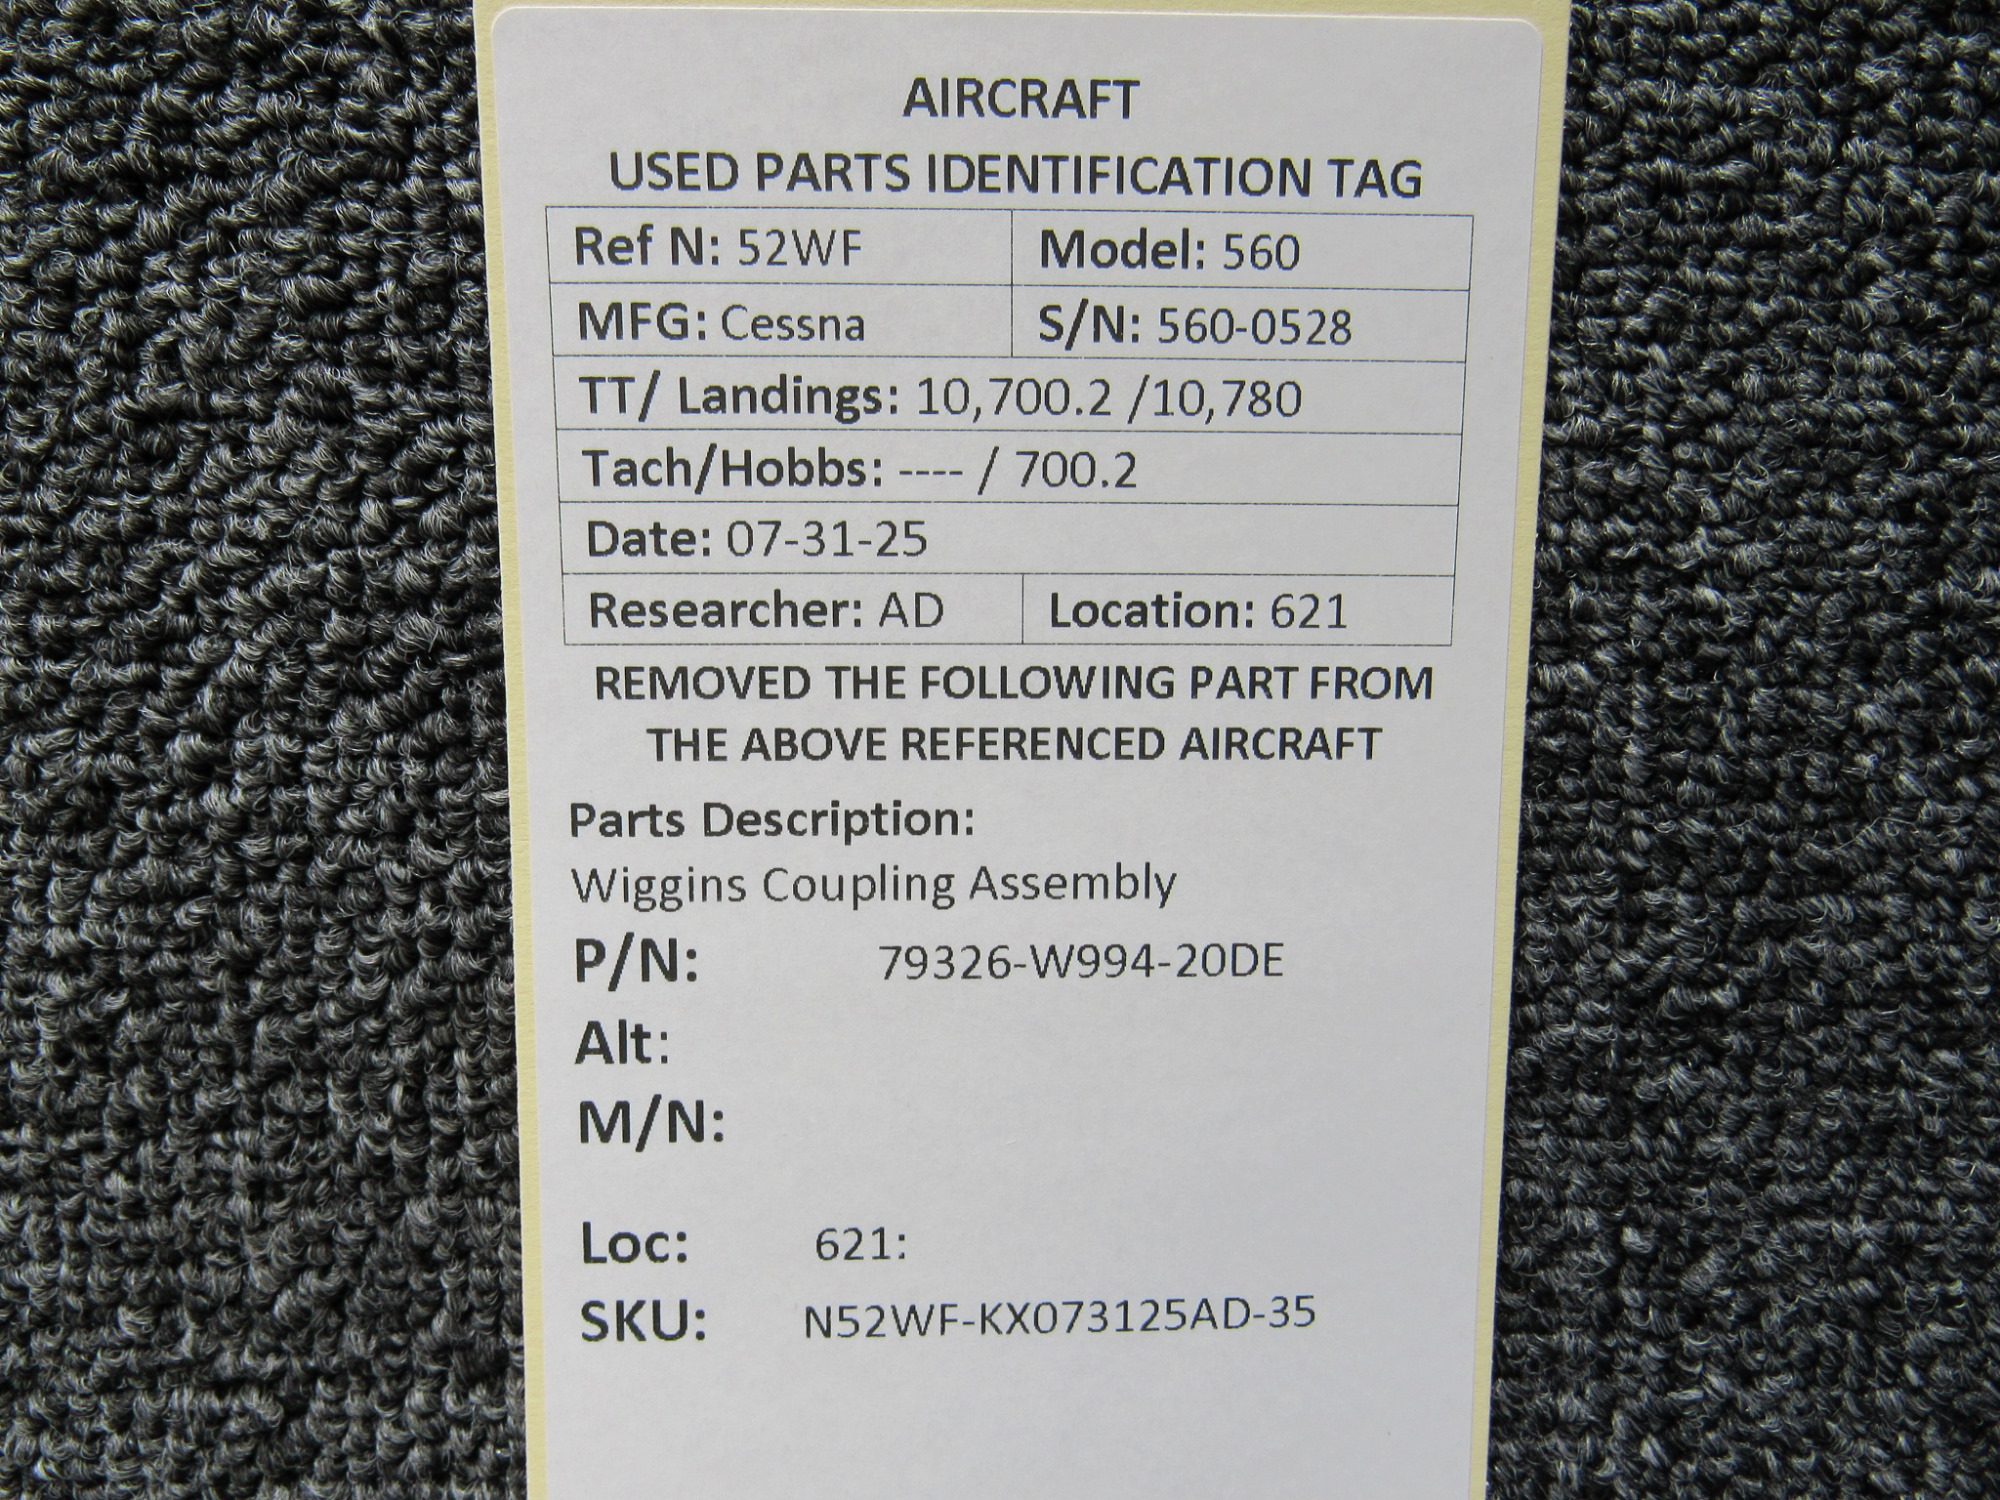 AIRCRAFT
USED PARTS IDENTIFICATION TAG
Ref N: 52WF Model: 560
MFG: Cessna S/N: 560-0528
TT/ Landings: 10,700.2 /10,780
Tach/Hobbs: ---- / 700.2
Date: 07-31-25
Researcher: AD Location: 621
REMOVED THE FOLLOWING PART FROM
THE ABOVE REFERENCED AIRCRAFT
Parts Description:
Wiggins Coupling Assembly
P/N: 79326-W994-20DE
Alt:
M/N:
Loc: 621:
SKU: N52WF-KX073125AD-35